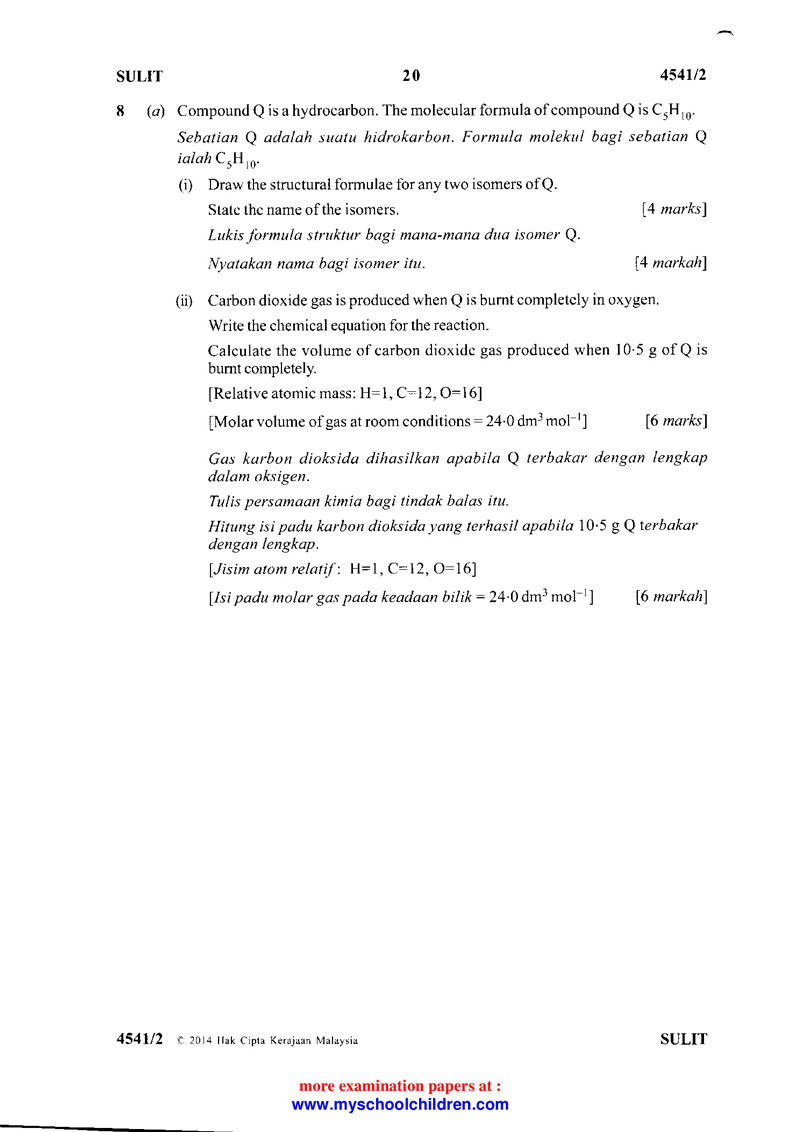 SULIT 20 4541/2
8 (a) Compound Q is a hydrocarbon. The molecular formula of compound Q is C₅H₁₀.
Sebatian Q adalah suatu hidrokarbon. Formula molekul bagi sebatian Q
ialah C₅H₁₀.
(i) Draw the structural formulae for any two isomers of Q.
State the name of the isomers. [4 marks]
Lukis formula struktur bagi mana-mana dua isomer Q.
Nyatakan nama bagi isomer itu. [4 markah]
(ii) Carbon dioxide gas is produced when Q is burnt completely in oxygen.
Write the chemical equation for the reaction.
Calculate the volume of carbon dioxide gas produced when 10·5 g of Q is
burnt completely.
[Relative atomic mass: H=1, C=12, O=16]
[Molar volume of gas at room conditions = 24·0 dm³ mol⁻¹] [6 marks]
Gas karbon dioksida dihasilkan apabila Q terbakar dengan lengkap
dalam oksigen.
Tulis persamaan kimia bagi tindak balas itu.
Hitung isi padu karbon dioksida yang terhasil apabila 10·5 g Q terbakar
dengan lengkap.
[Jisim atom relatif : H=1, C=12, O=16]
[Isi padu molar gas pada keadaan bilik = 24·0 dm³ mol⁻¹] [6 markah]
4541/2 © 2014 Hak Cipta Kerajaan Malaysia SULIT
more examination papers at :
www.myschoolchildren.com